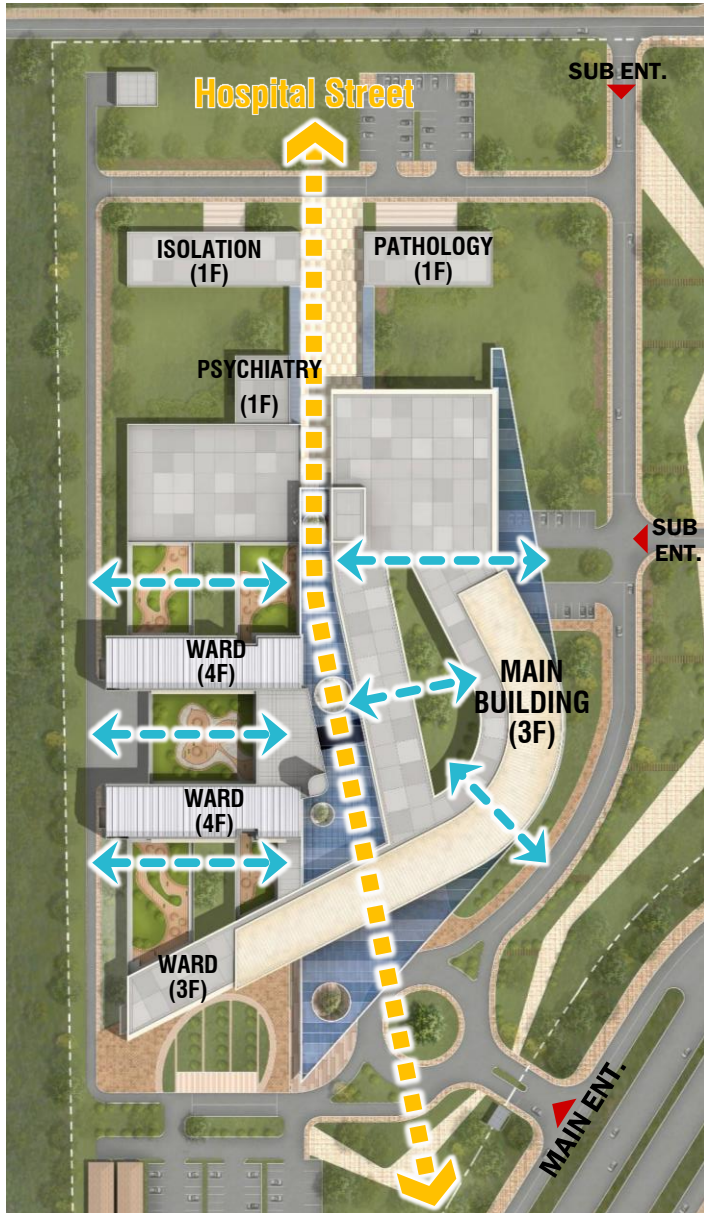 SUB ENT.
Hospital Street
ISOLATION
(1F)
PATHOLOGY
(1F)
PSYCHIATRY
(1F)
SUB
ENT.
WARD
(4F)
MAIN
BUILDING
(3F)
WARD
(4F)
WARD
(3F)
MAIN ENT.